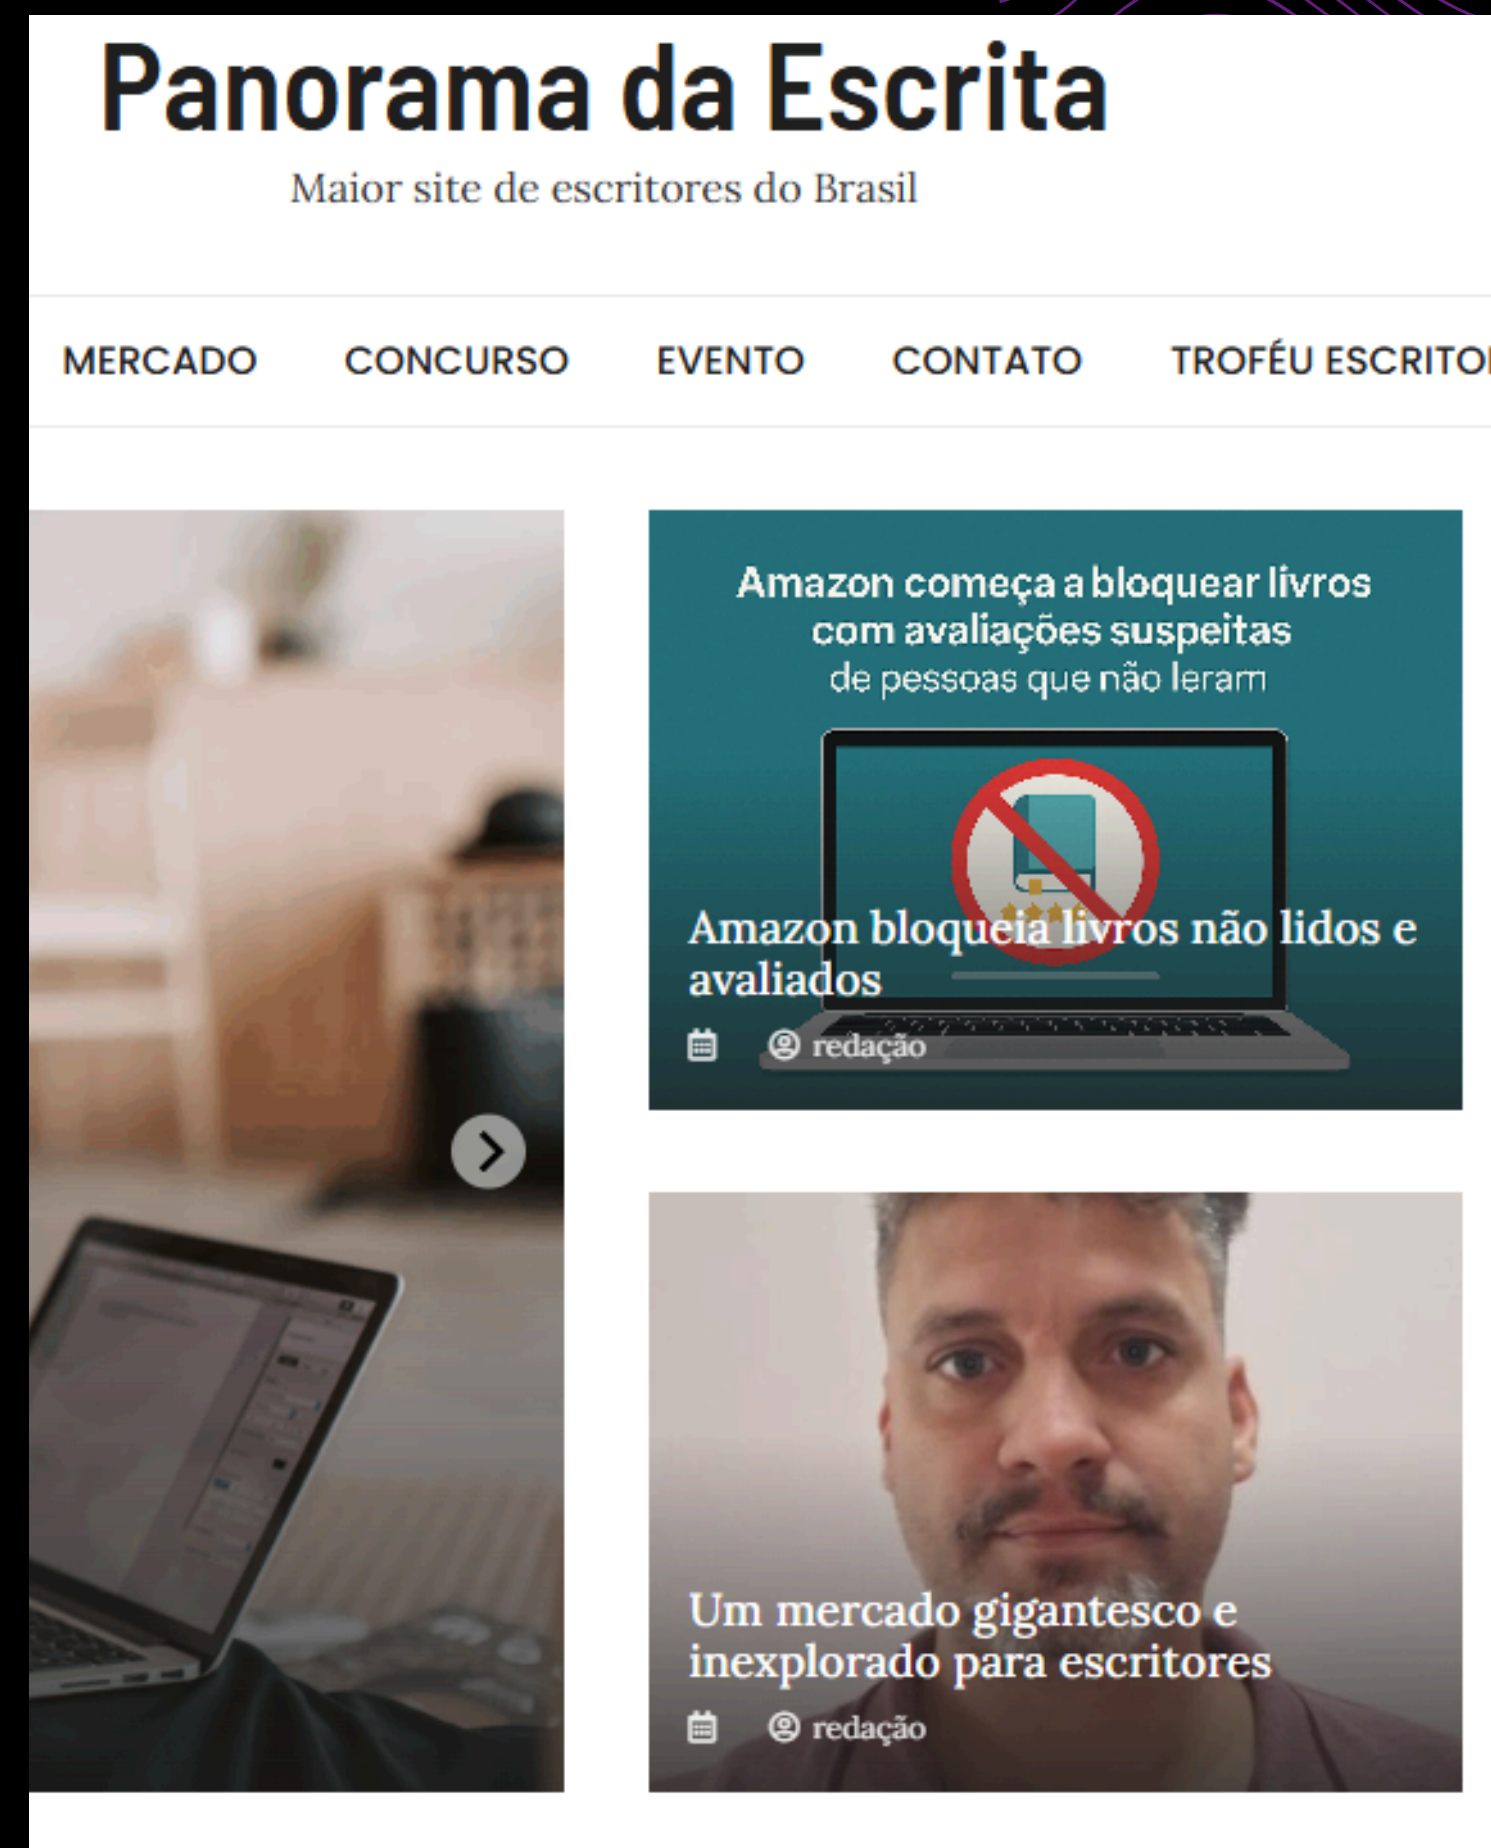 Panorama da Escrita
Maior site de escritores do Brasil
MERCADO CONCURSO EVENTO CONTATO TROFÉU ESCRITOR
Amazon começa a bloquear livros
com avaliações suspeitas
de pessoas que não leram
Amazon bloqueia livros não lidos e
avaliados
redação
Um mercado gigantesco e
inexplorado para escritores
redação